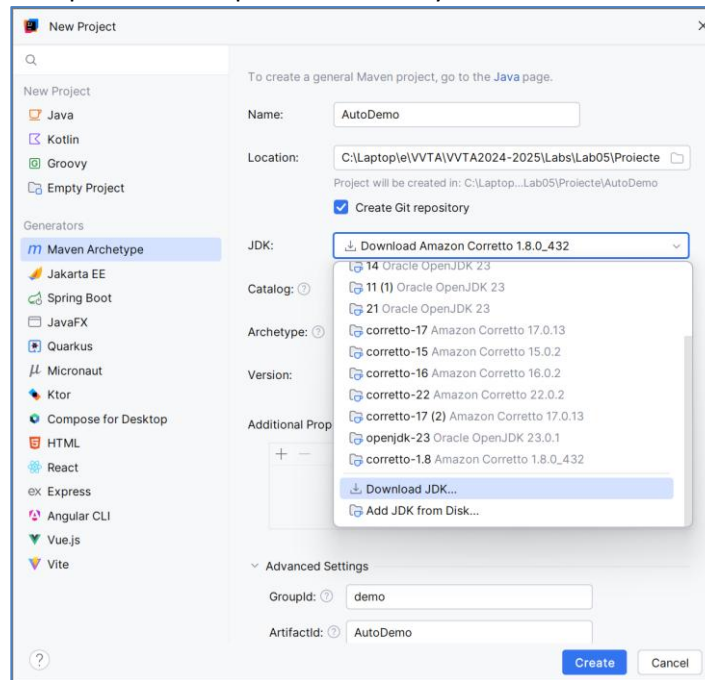 New Project
To create a general Maven project, go to the Java page.
New Project
Java
Kotlin
Groovy
Empty Project
Generators
Maven Archetype
Jakarta EE
Spring Boot
JavaFX
Quarkus
μ Micronaut
Ktor
Compose for Desktop
HTML
React
ex Express
Angular CLI
Vue.js
Vite
Name: AutoDemo
Location: C:\Laptop\e\VVTA\VVTA2024-2025\Labs\Lab05\Proiecte
Project will be created in: C:\Laptop...Lab05\Proiecte\AutoDemo
Create Git repository
JDK: Download Amazon Corretto 1.8.0_432
14 Oracle OpenJDK 23
11 (1) Oracle OpenJDK 23
21 Oracle OpenJDK 23
corretto-17 Amazon Corretto 17.0.13
corretto-15 Amazon Corretto 15.0.2
corretto-16 Amazon Corretto 16.0.2
corretto-22 Amazon Corretto 22.0.2
corretto-17 (2) Amazon Corretto 17.0.13
openjdk-23 Oracle OpenJDK 23.0.1
corretto-1.8 Amazon Corretto 1.8.0_432
Download JDK...
Add JDK from Disk...
Catalog: ?
Archetype: ?
Version:
Additional Prop
Advanced Settings
GroupId: ? demo
ArtifactId: ? AutoDemo
? Create Cancel